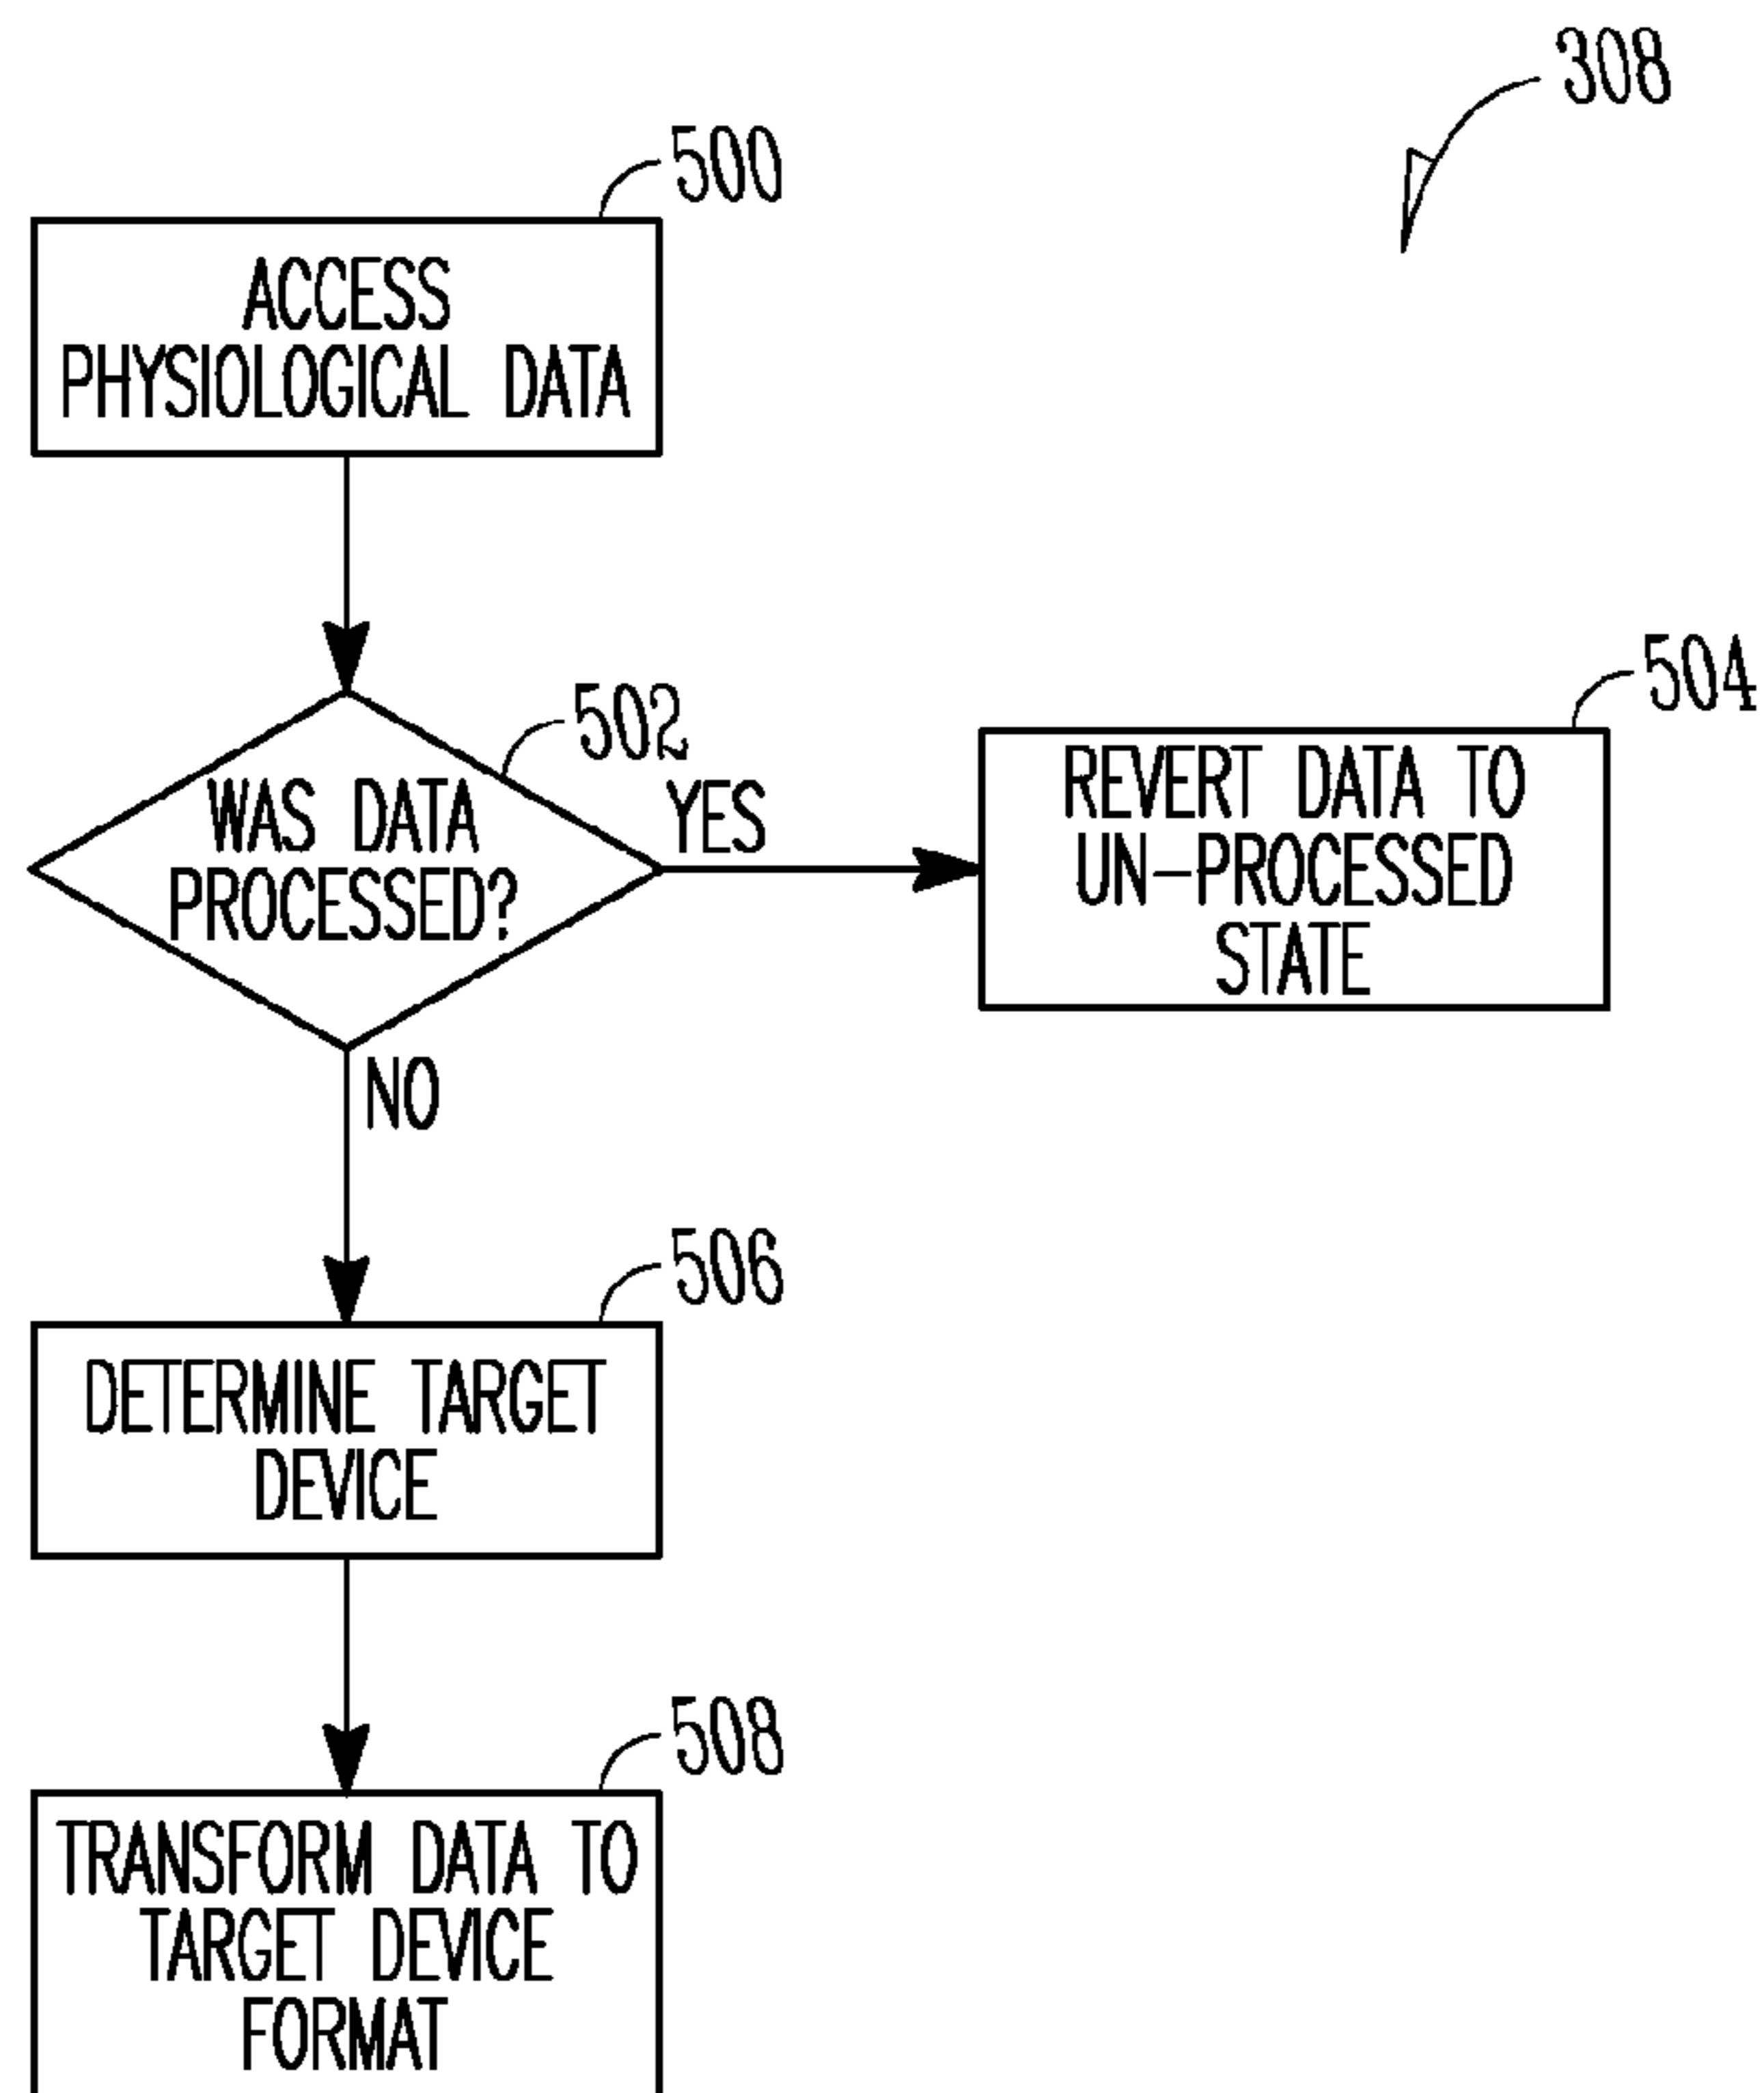 308
500
ACCESS
PHYSIOLOGICAL DATA
502
WAS DATA
PROCESSED?
YES
504
REVERT DATA TO
UN-PROCESSED
STATE
NO
506
DETERMINE TARGET
DEVICE
508
TRANSFORM DATA TO
TARGET DEVICE
FORMAT